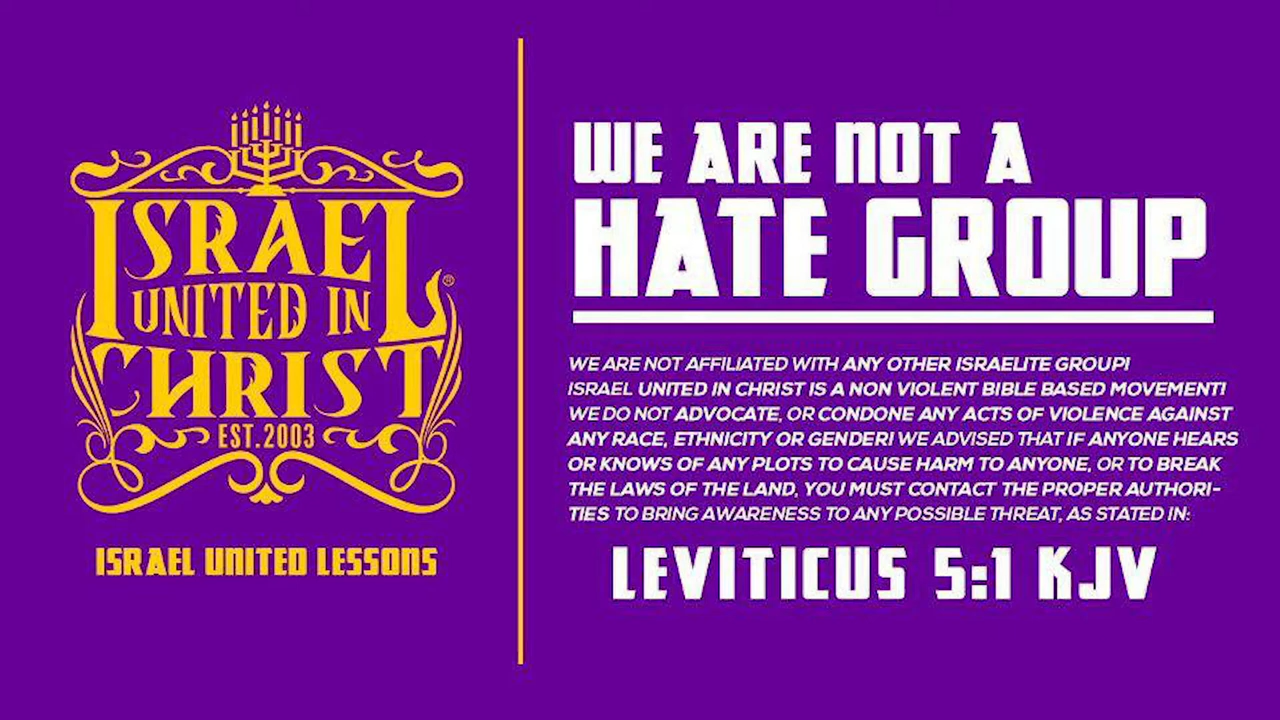 ISRAEL
UNITED IN
CHRIST
EST.2003
®
ISRAEL UNITED LESSONS
WE ARE NOT A
HATE GROUP
WE ARE NOT AFFILIATED WITH ANY OTHER ISRAELITE GROUP!
ISRAEL UNITED IN CHRIST IS A NON VIOLENT BIBLE BASED MOVEMENT!
WE DO NOT ADVOCATE, OR CONDONE ANY ACTS OF VIOLENCE AGAINST
ANY RACE, ETHNICITY OR GENDER! WE ADVISED THAT IF ANYONE HEARS
OR KNOWS OF ANY PLOTS TO CAUSE HARM TO ANYONE, OR TO BREAK
THE LAWS OF THE LAND, YOU MUST CONTACT THE PROPER AUTHORI-
TIES TO BRING AWARENESS TO ANY POSSIBLE THREAT, AS STATED IN:
LEVITICUS 5:1 KJV